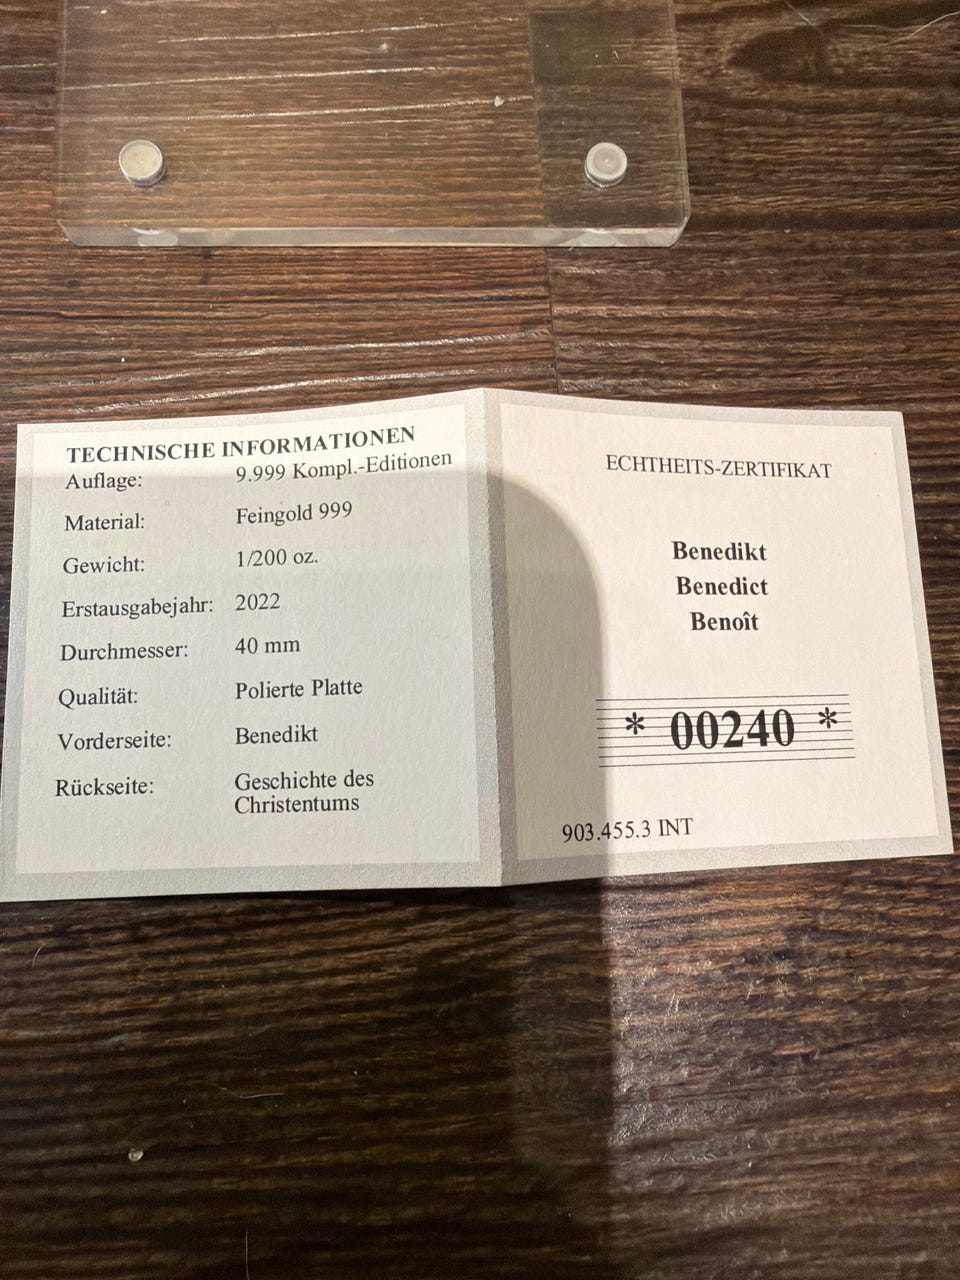 TECHNISCHE INFORMATIONEN
Auflage: 9.999 Kompl.-Editionen
Material: Feingold 999
Gewicht: 1/200 oz.
Erstausgabejahr: 2022
Durchmesser: 40 mm
Qualität: Polierte Platte
Vorderseite: Benedikt
Rückseite: Geschichte des
Christentums
ECHTHEITS-ZERTIFIKAT
Benedikt
Benedict
Benoît
* 00240 *
903.455.3 INT